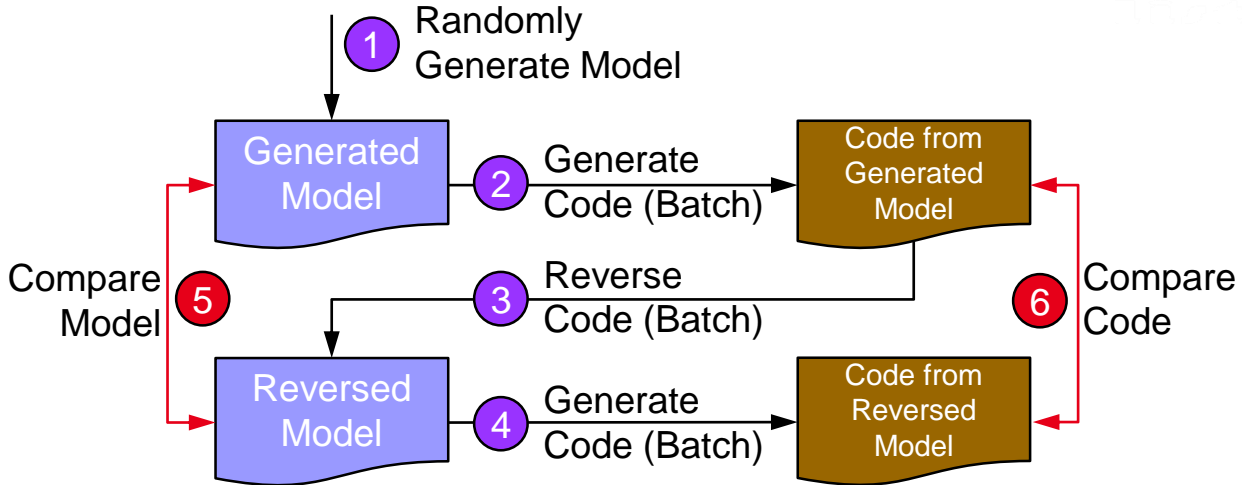 1
Randomly
Generate Model
Generated
Model
2
Generate
Code (Batch)
Code from
Generated
Model
Compare
Model
5
3
Reverse
Code (Batch)
6
Compare
Code
Reversed
Model
4
Generate
Code (Batch)
Code from
Reversed
Model